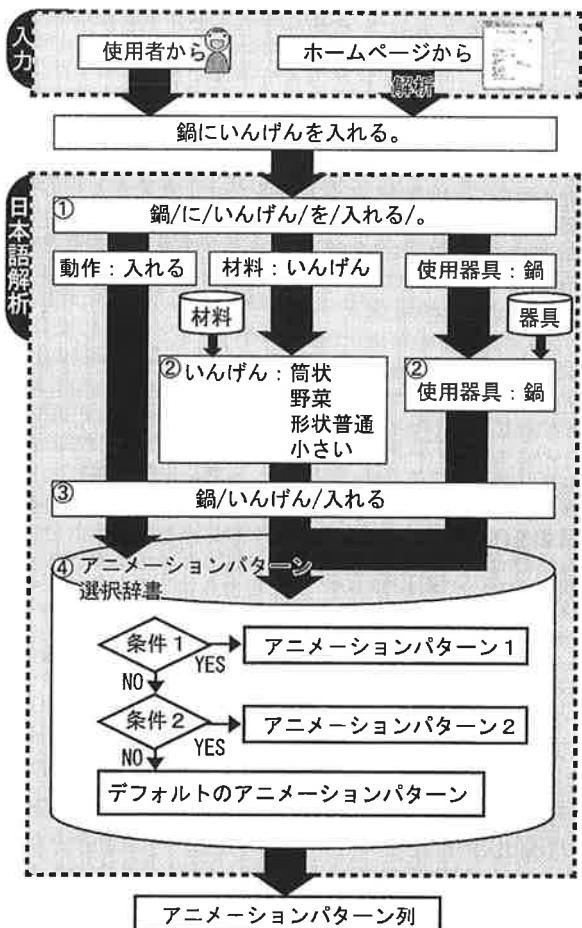 入力
使用者から
ホームページから
解析
鍋にいんげんを入れる。
日本語解析
① 鍋/に/いんげん/を/入れる/。
動作：入れる
材料：いんげん
使用器具：鍋
材料
器具
② いんげん：筒状
野菜
形状普通
小さい
② 使用器具：鍋
③ 鍋/いんげん/入れる
④ アニメーションパターン
選択辞書
条件1
YES
アニメーションパターン1
NO
条件2
YES
アニメーションパターン2
NO
デフォルトのアニメーションパターン
アニメーションパターン列